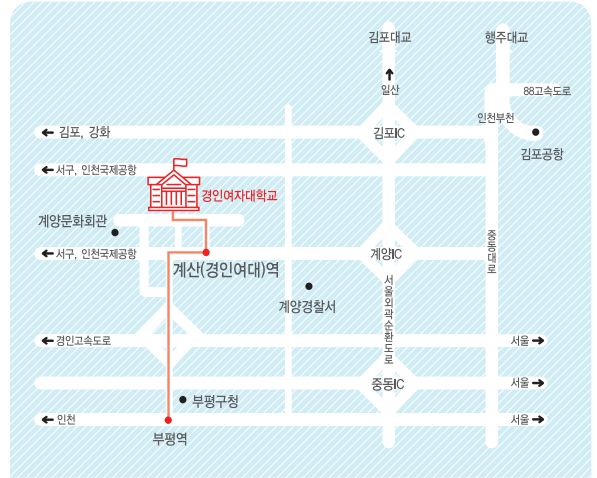 김포대교
행주대교
일산
88고속도로
김포, 강화
김포IC
인천부천
김포공항
서구, 인천국제공항
경인여자대학교
계양문화회관
서구, 인천국제공항
계양IC
중동대로
계산(경인여대)역
서울외곽순환도로
계양경찰서
경인고속도로
서울
중동IC
서울
부평구청
인천
서울
부평역